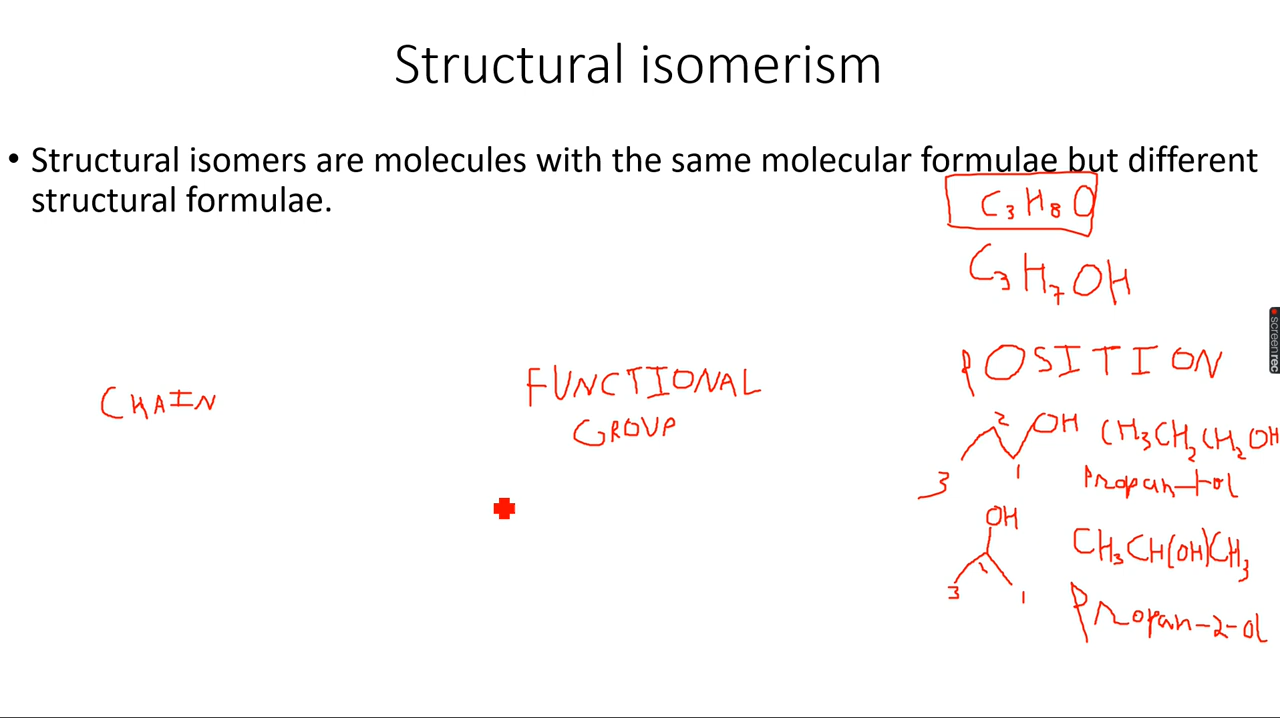 Structural isomerism
• Structural isomers are molecules with the same molecular formulae but different
structural formulae.
C₃H₈O
C₃H₇OH
CHAIN
FUNCTIONAL
GROUP
POSITION
3 2 1 OH CH₃CH₂CH₂OH
Propan-1-ol
OH
3 2 1 CH₃CH(OH)CH₃
Propan-2-ol
screenrec